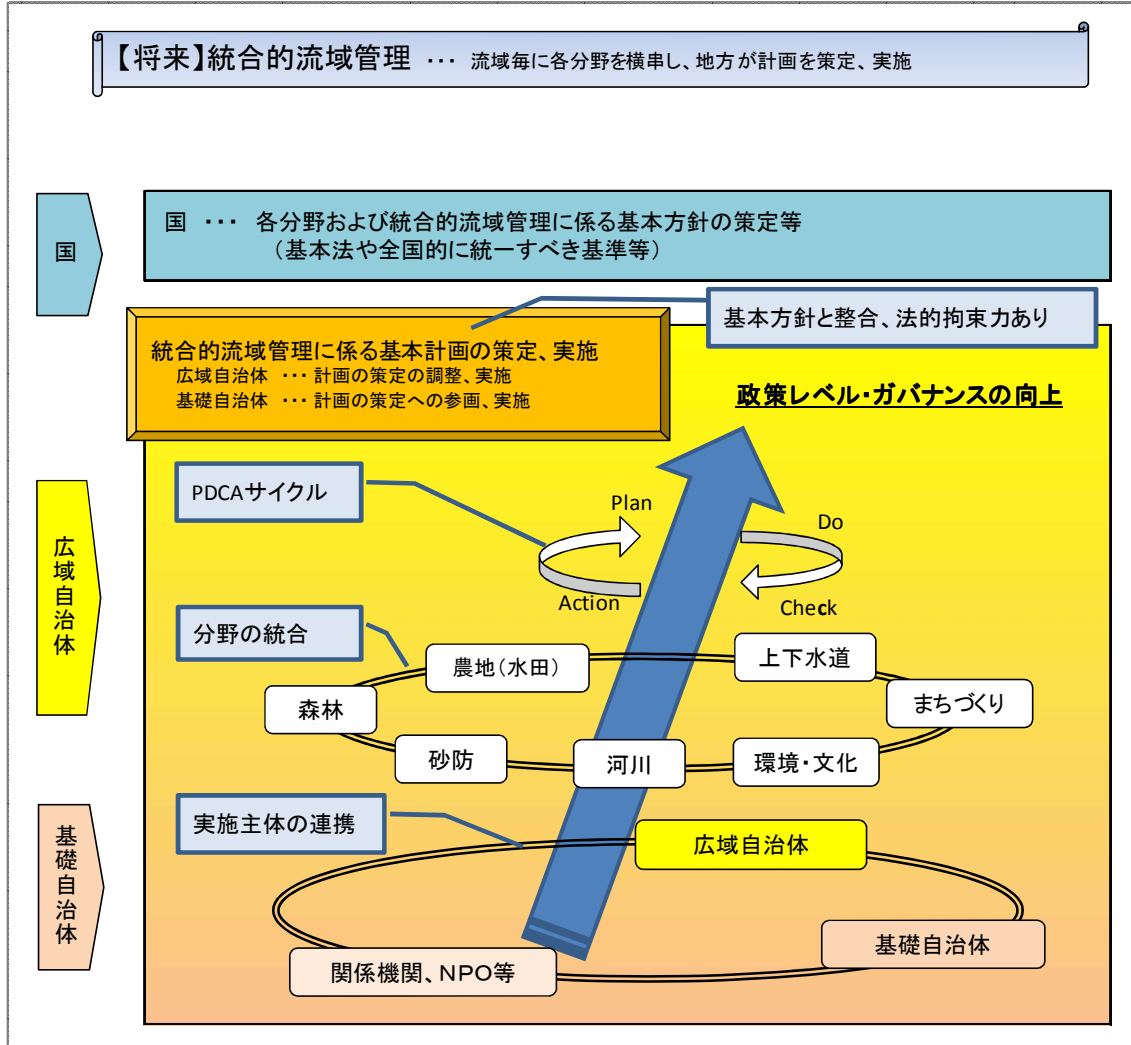 【将来】統合的流域管理 ・・・ 流域毎に各分野を横串し、地方が計画を策定、実施
国
国 ・・・ 各分野および統合的流域管理に係る基本方針の策定等
（基本法や全国的に統一すべき基準等）
基本方針と整合、法的拘束力あり
統合的流域管理に係る基本計画の策定、実施
広域自治体 ・・・ 計画の策定の調整、実施
基礎自治体 ・・・ 計画の策定への参画、実施
政策レベル・ガバナンスの向上
広域自治体
PDCAサイクル
Plan
Do
Action
Check
分野の統合
農地（水田）
上下水道
森林
まちづくり
砂防
河川
環境・文化
基礎自治体
実施主体の連携
広域自治体
基礎自治体
関係機関、ＮＰＯ等